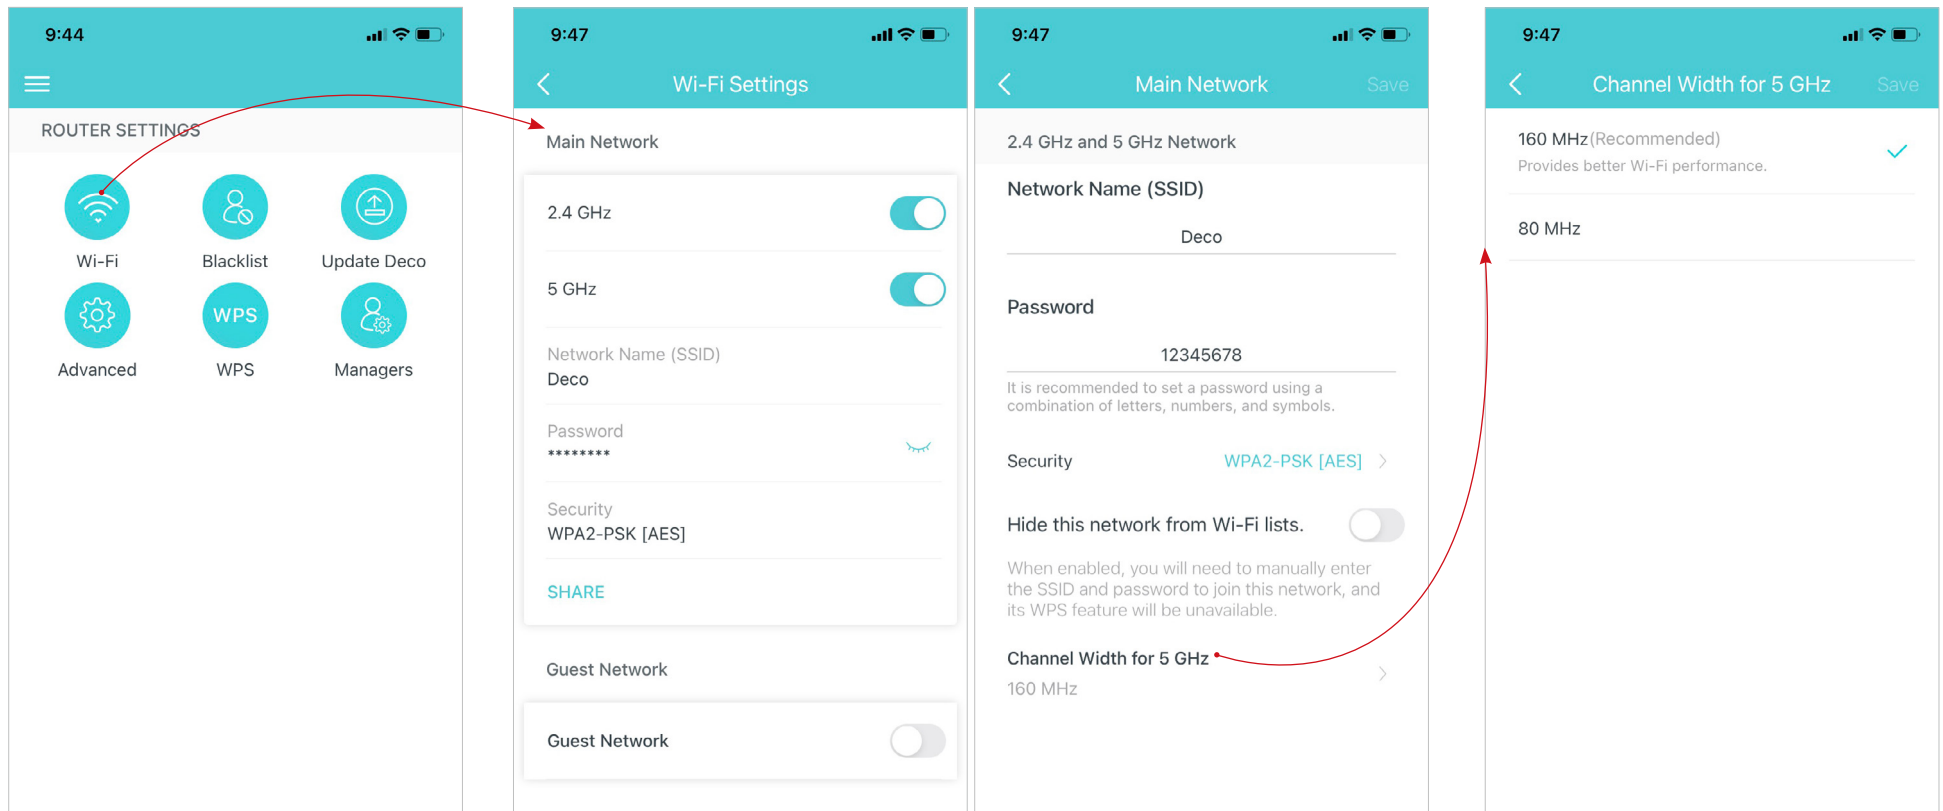 9:44
ROUTER SETTINGS
Wi-Fi
Blacklist
Update Deco
WPS
Advanced
WPS
Managers
9:47
Wi-Fi Settings
Main Network
2.4 GHz
5 GHz
Network Name (SSID)
Deco
Password
********
Security
WPA2-PSK [AES]
SHARE
Guest Network
Guest Network
9:47
Main Network
Save
2.4 GHz and 5 GHz Network
Network Name (SSID)
Deco
Password
12345678
It is recommended to set a password using a
combination of letters, numbers, and symbols.
Security
WPA2-PSK [AES]
Hide this network from Wi-Fi lists.
When enabled, you will need to manually enter
the SSID and password to join this network, and
its WPS feature will be unavailable.
Channel Width for 5 GHz
160 MHz
9:47
Channel Width for 5 GHz
Save
160 MHz(Recommended)
Provides better Wi-Fi performance.
80 MHz